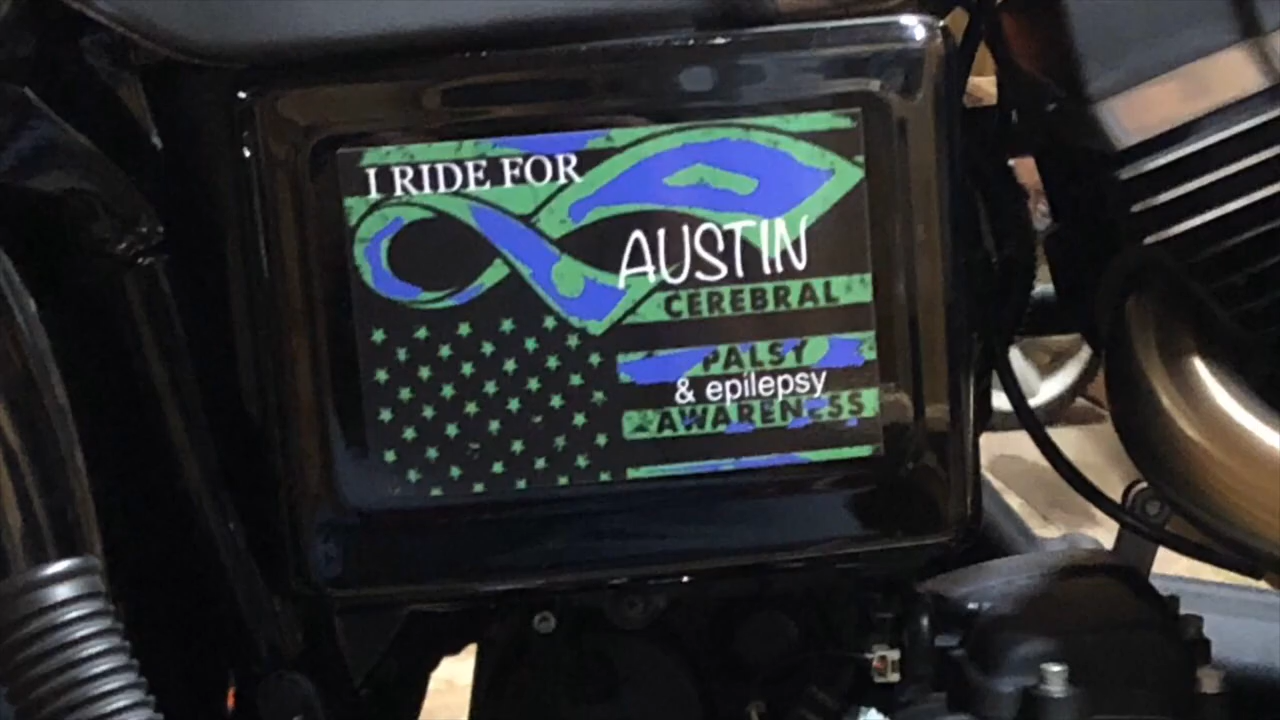 I RIDE FOR
AUSTIN
CEREBRAL
PALSY
& epilepsy
AWARENESS